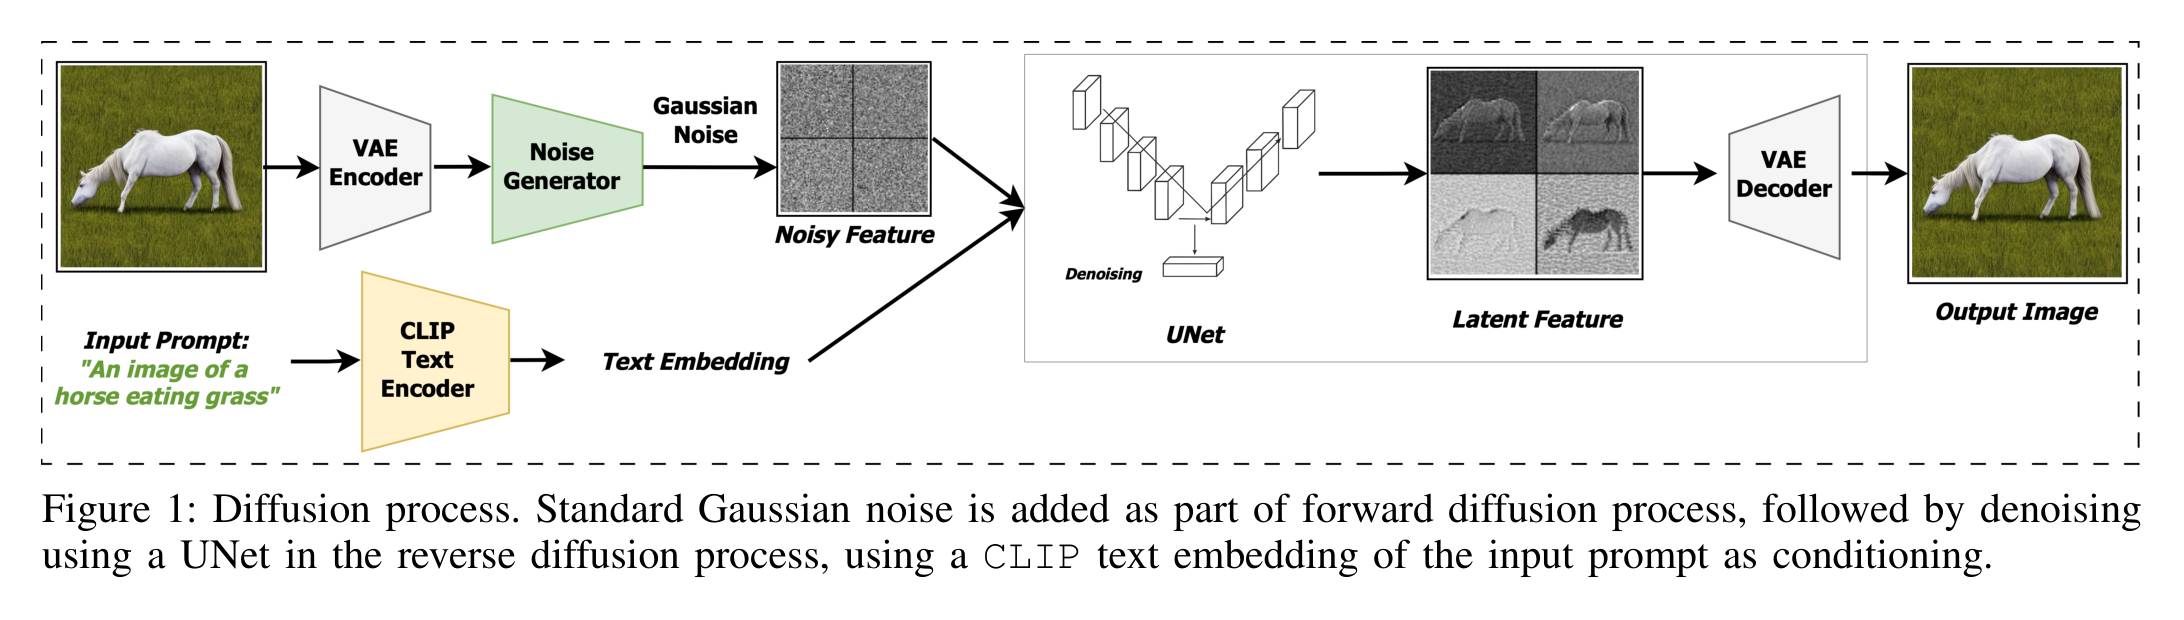 VAE
Encoder
Noise
Generator
Gaussian
Noise
Noisy Feature
Input Prompt:
"An image of a
horse eating grass"
CLIP
Text
Encoder
Text Embedding
Denoising
UNet
Latent Feature
VAE
Decoder
Output Image
Figure 1: Diffusion process. Standard Gaussian noise is added as part of forward diffusion process, followed by denoising
using a UNet in the reverse diffusion process, using a CLIP text embedding of the input prompt as conditioning.